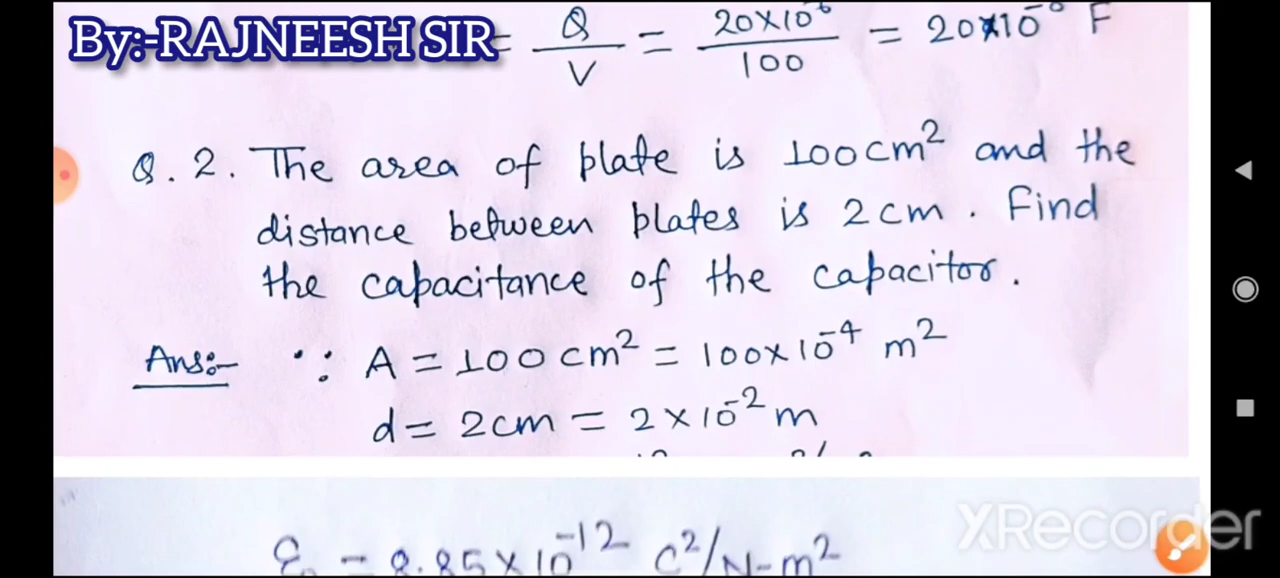 By:-RAJNEESH SIR = Q/V = 20×10⁻⁶/100 = 20×10⁻⁸ F
Q. 2. The area of plate is 100cm² and the
distance between plates is 2cm. Find
the capacitance of the capacitor.
Ans:- ∵ A = 100cm² = 100×10⁻⁴ m²
d = 2cm = 2×10⁻² m
ε₀ = 8.85×10⁻¹² C²/N-m²
XRecorder